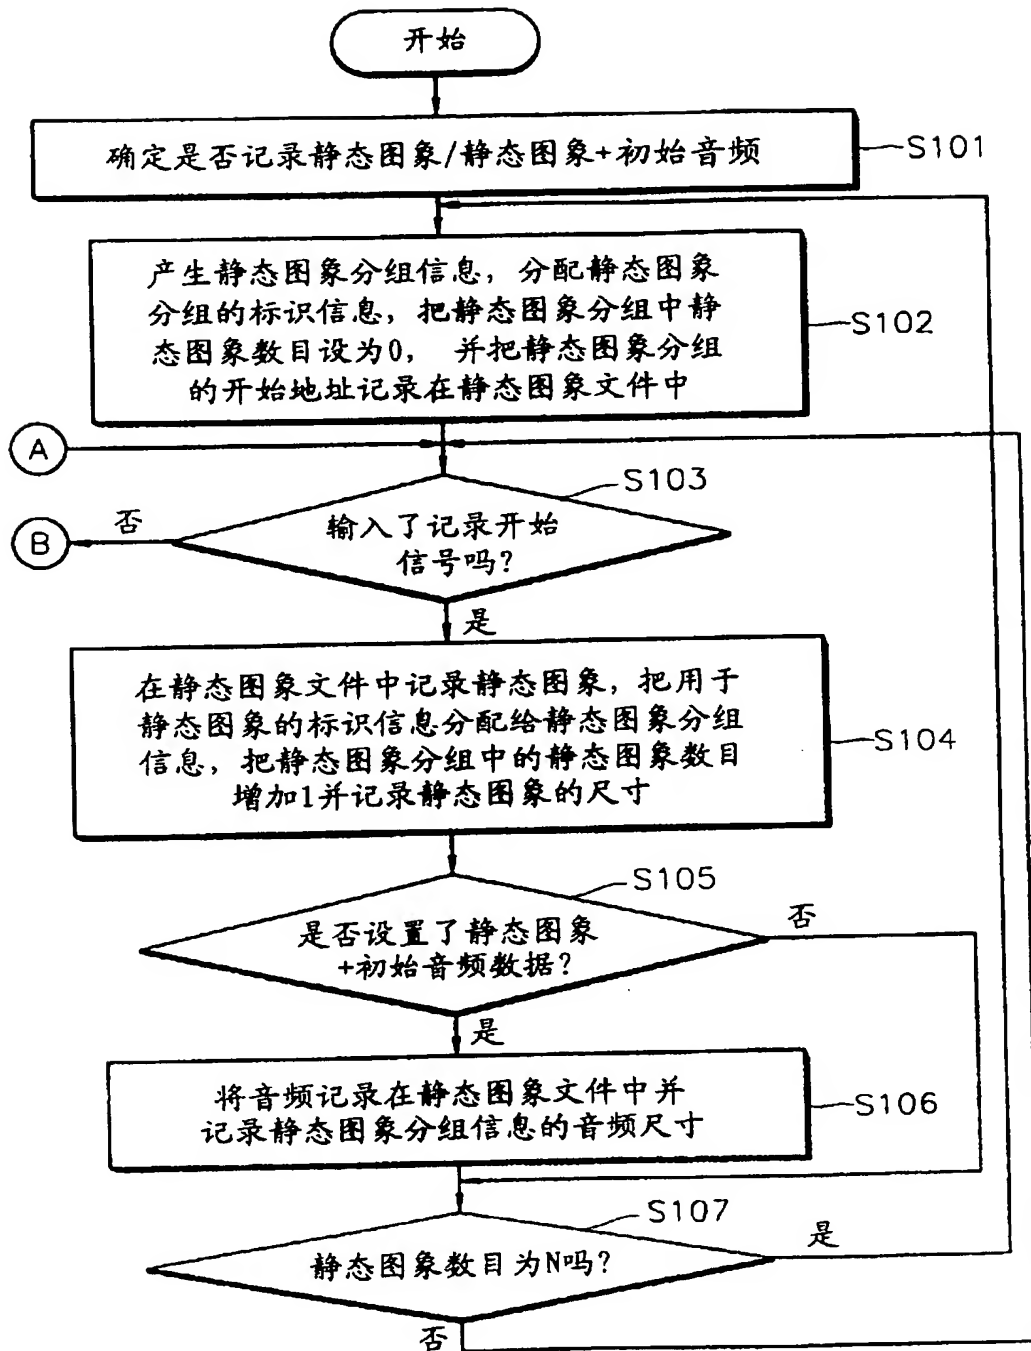 开始
确定是否记录静态图象/静态图象+初始音频
S101
产生静态图象分组信息，分配静态图象
分组的标识信息，把静态图象分组中静
态图象数目设为0， 并把静态图象分组
的开始地址记录在静态图象文件中
S102
A
S103
否
B
输入了记录开始
信号吗?
是
在静态图象文件中记录静态图象，把用于
静态图象的标识信息分配给静态图象分组
信息，把静态图象分组中的静态图象数目
增加1并记录静态图象的尺寸
S104
S105
是否设置了静态图象
+初始音频数据?
否
是
将音频记录在静态图象文件中并
记录静态图象分组信息的音频尺寸
S106
S107
静态图象数目为N吗?
是
否